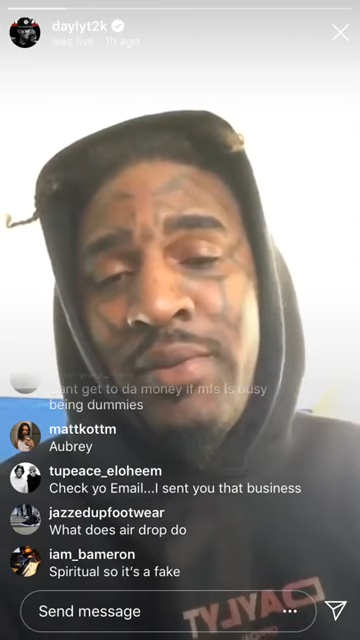 daylyt2k
was live 1h ago
want get to da money if mfs is busy
being dummies
mattkottm
Aubrey
tupeace_eloheem
Check yo Email...I sent you that business
jazzedupfootwear
What does air drop do
iam_bameron
Spiritual so it's a fake
DAYLYT
Send message